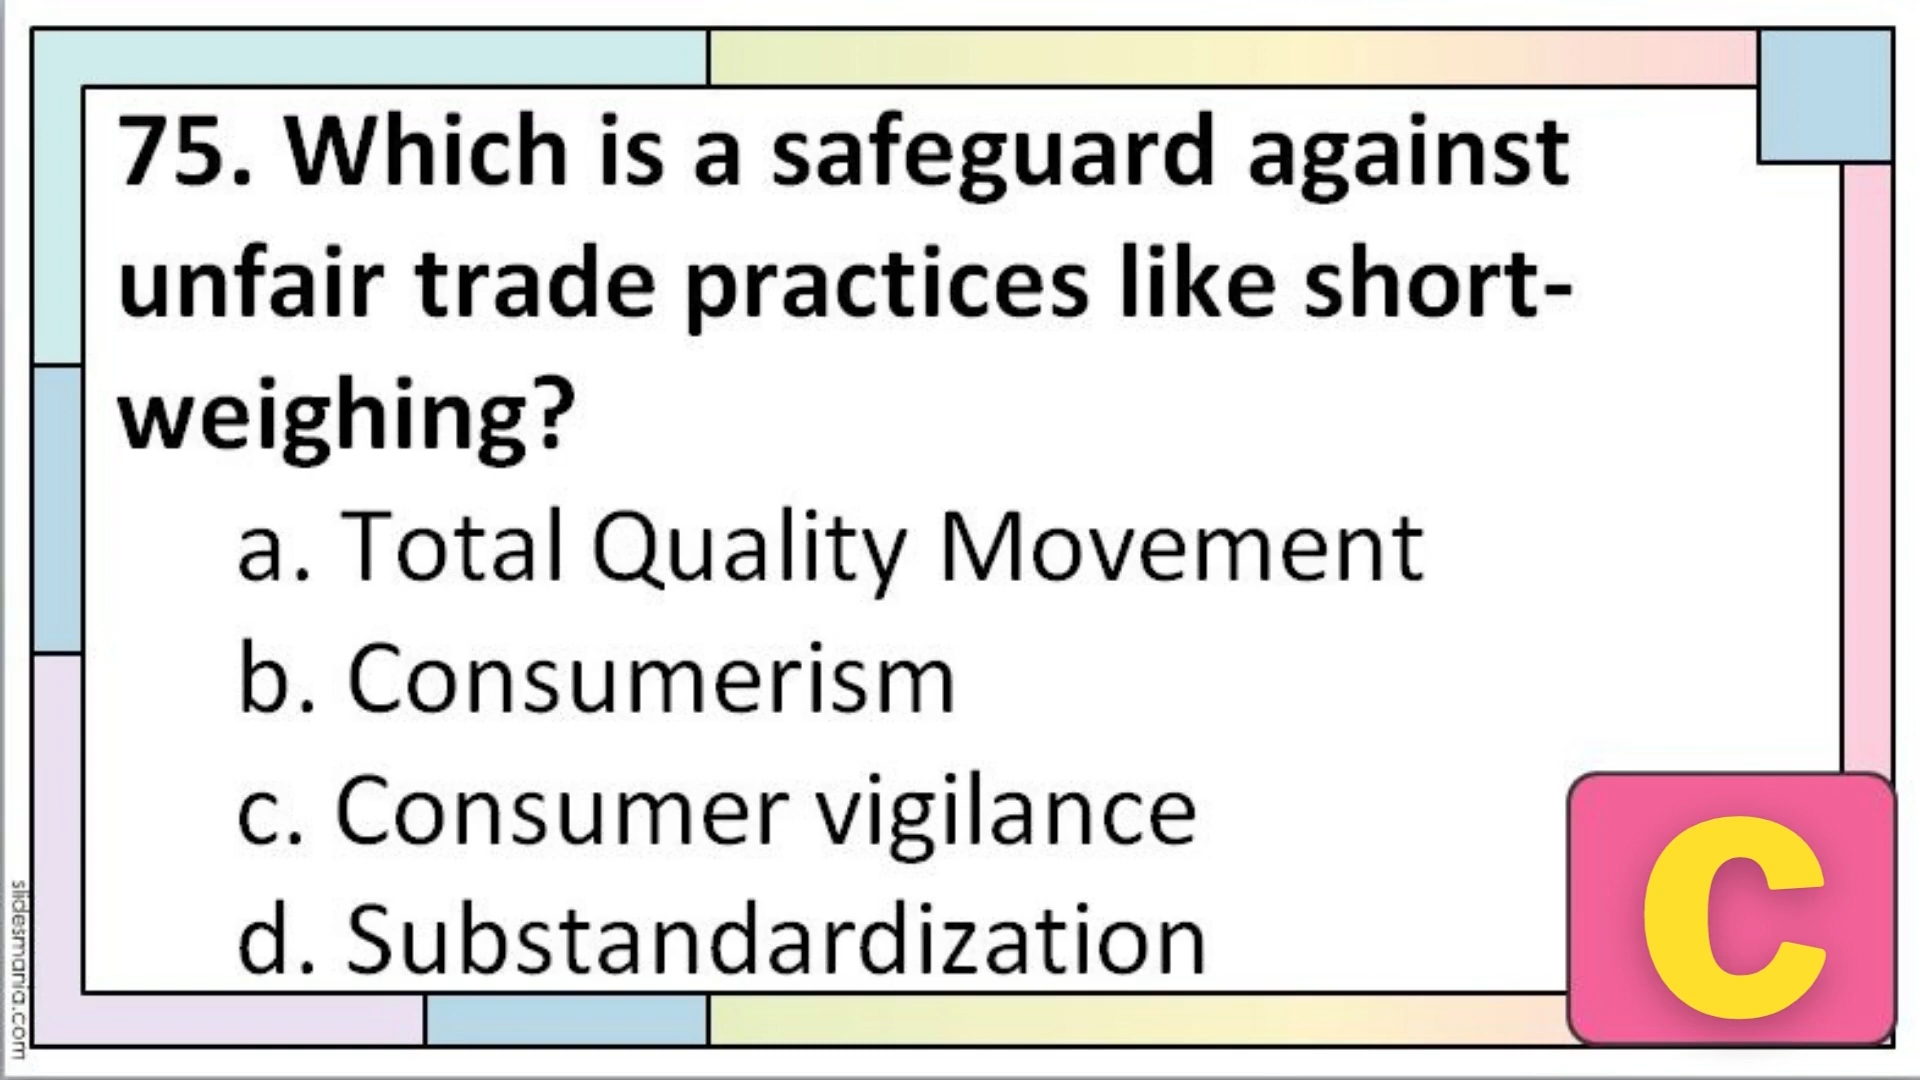 75. Which is a safeguard against
unfair trade practices like short-
weighing?
a. Total Quality Movement
b. Consumerism
c. Consumer vigilance
d. Substandardization
C
slidesmania.com